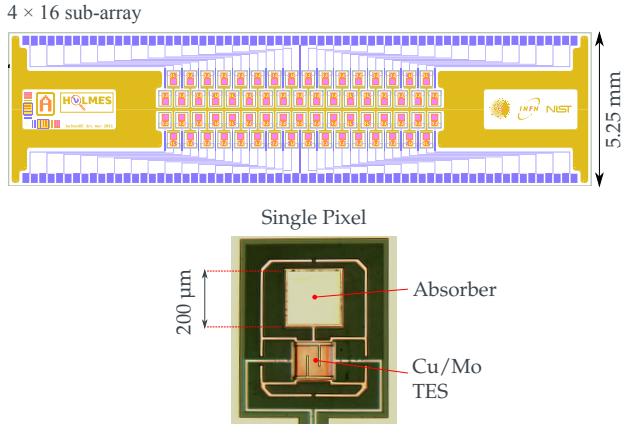 4 × 16 sub-array
HOLMES
INFN
NIST
5.25 mm
Single Pixel
200 µm
Absorber
Cu/Mo
TES